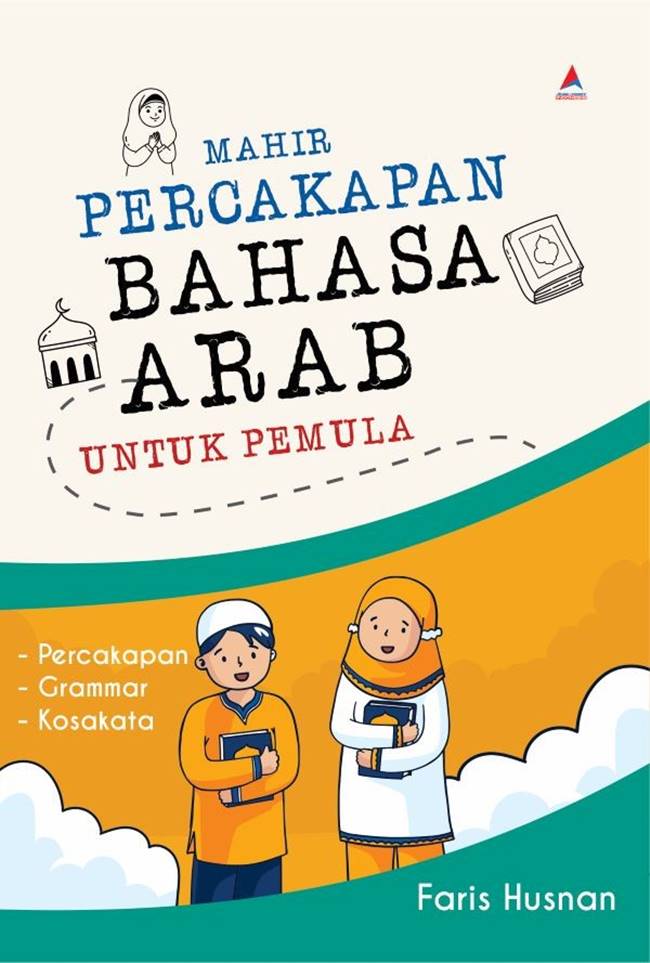 MAHIR
PERCAKAPAN
BAHASA
ARAB
UNTUK PEMULA
- Percakapan
- Grammar
- Kosakata
Faris Husnan